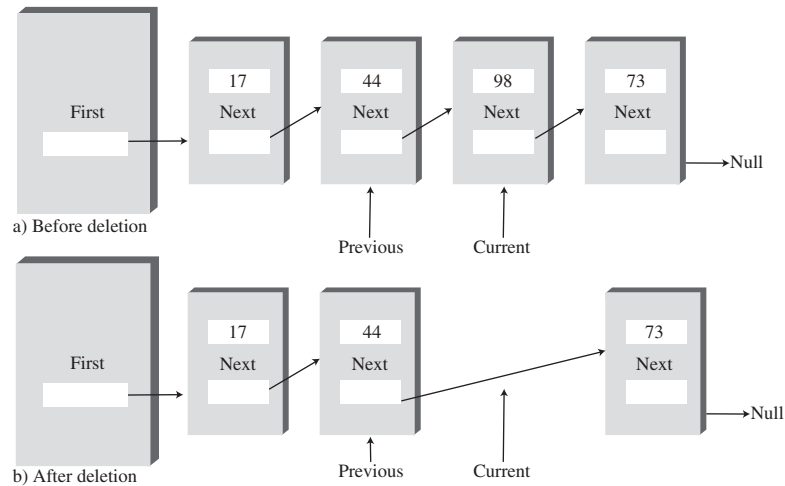 17 44 98 73
First Next Next Next Next
Null
a) Before deletion
Previous Current
17 44 73
First Next Next Next
Null
b) After deletion
Previous Current